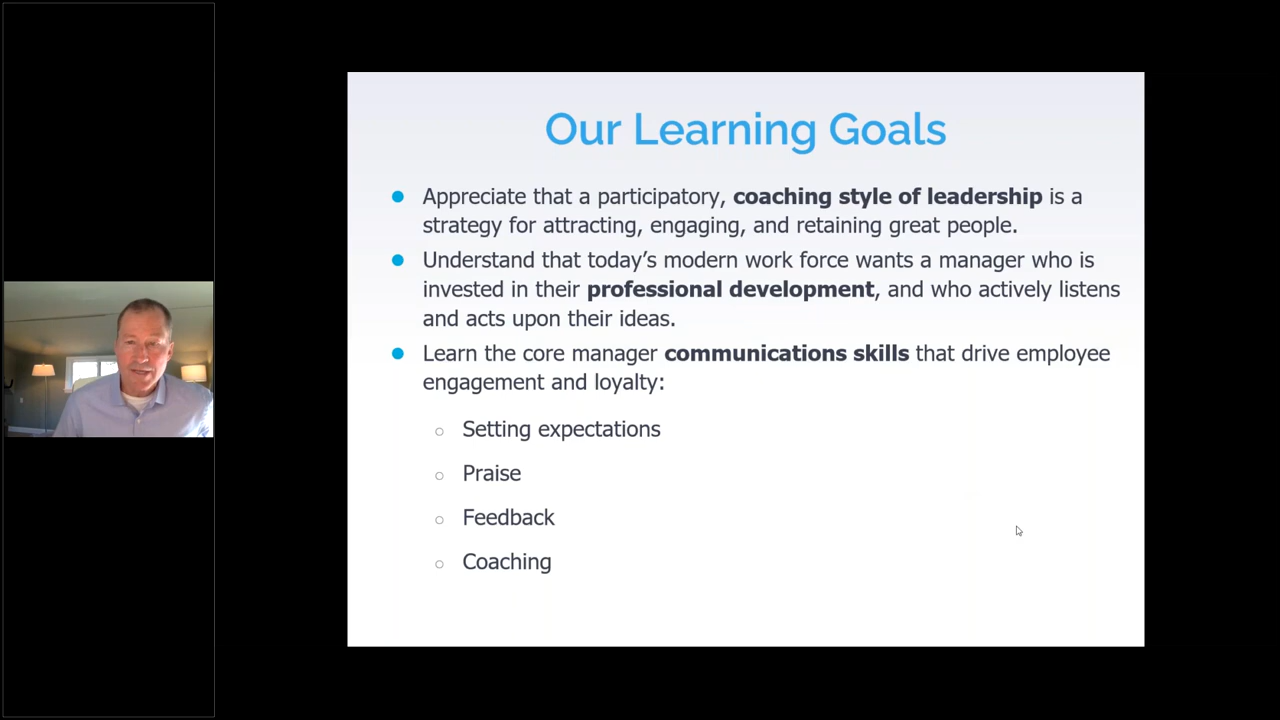 Our Learning Goals
Appreciate that a participatory, coaching style of leadership is a
strategy for attracting, engaging, and retaining great people.
Understand that today’s modern work force wants a manager who is
invested in their professional development, and who actively listens
and acts upon their ideas.
Learn the core manager communications skills that drive employee
engagement and loyalty:
Setting expectations
Praise
Feedback
Coaching